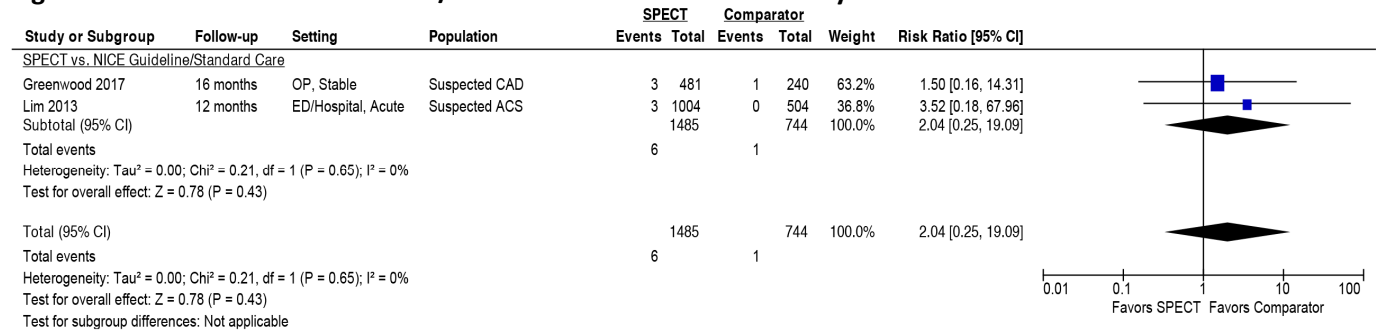 SPECT Comparator
Study or Subgroup Follow-up Setting Population Events Total Events Total Weight Risk Ratio [95% CI]
SPECT vs. NICE Guideline/Standard Care
Greenwood 2017 16 months OP, Stable Suspected CAD 3 481 1 240 63.2% 1.50 [0.16, 14.31]
Lim 2013 12 months ED/Hospital, Acute Suspected ACS 3 1004 0 504 36.8% 3.52 [0.18, 67.96]
Subtotal (95% CI) 1485 744 100.0% 2.04 [0.25, 19.09]
Total events 6 1
Heterogeneity: Tau² = 0.00; Chi² = 0.21, df = 1 (P = 0.65); I² = 0%
Test for overall effect: Z = 0.78 (P = 0.43)
Total (95% CI) 1485 744 100.0% 2.04 [0.25, 19.09]
Total events 6 1
Heterogeneity: Tau² = 0.00; Chi² = 0.21, df = 1 (P = 0.65); I² = 0%
Test for overall effect: Z = 0.78 (P = 0.43)
Test for subgroup differences: Not applicable
0.01 0.1 1 10 100
Favors SPECT Favors Comparator